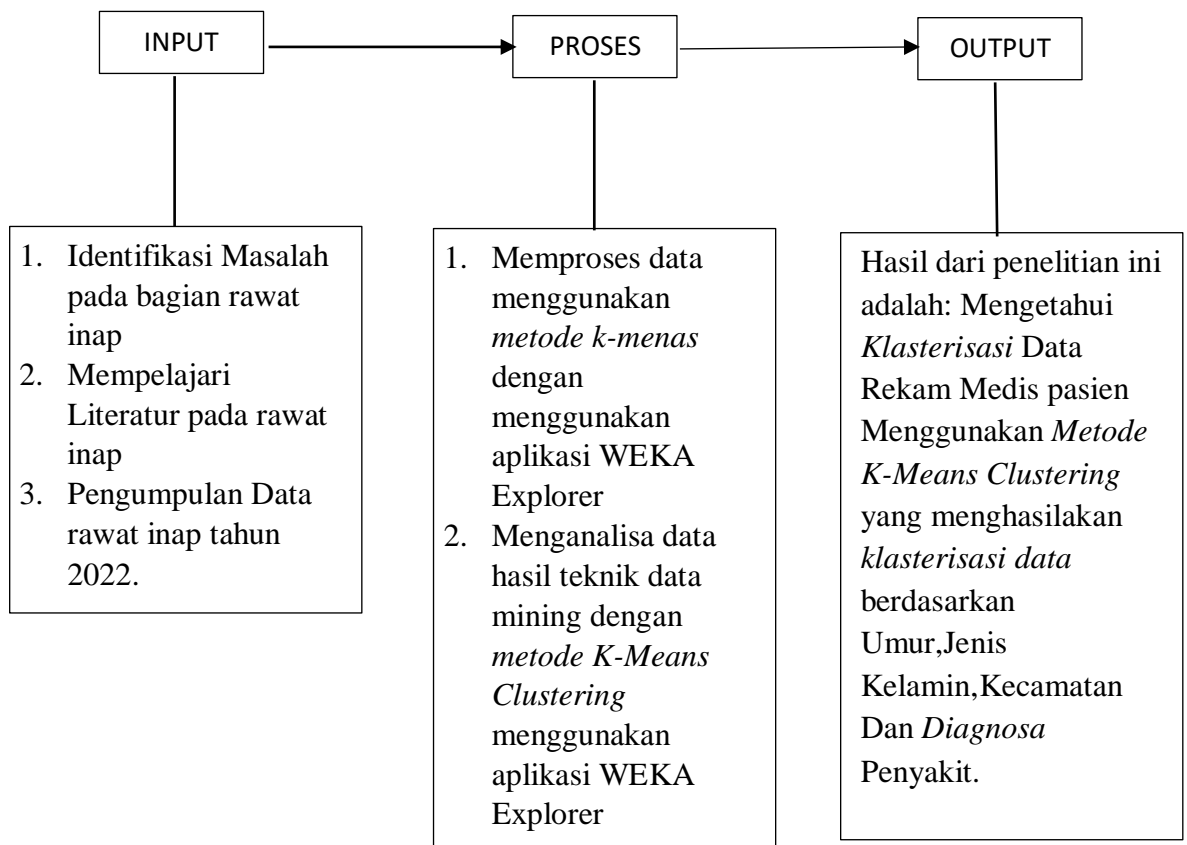 INPUT
PROSES
OUTPUT
1. Identifikasi Masalah
pada bagian rawat
inap
2. Mempelajari
Literatur pada rawat
inap
3. Pengumpulan Data
rawat inap tahun
2022.
1. Memproses data
menggunakan
metode k-menas
dengan
menggunakan
aplikasi WEKA
Explorer
2. Menganalisa data
hasil teknik data
mining dengan
metode K-Means
Clustering
menggunakan
aplikasi WEKA
Explorer
Hasil dari penelitian ini
adalah: Mengetahui
Klasterisasi Data
Rekam Medis pasien
Menggunakan Metode
K-Means Clustering
yang menghasilakan
klasterisasi data
berdasarkan
Umur,Jenis
Kelamin,Kecamatan
Dan Diagnosa
Penyakit.